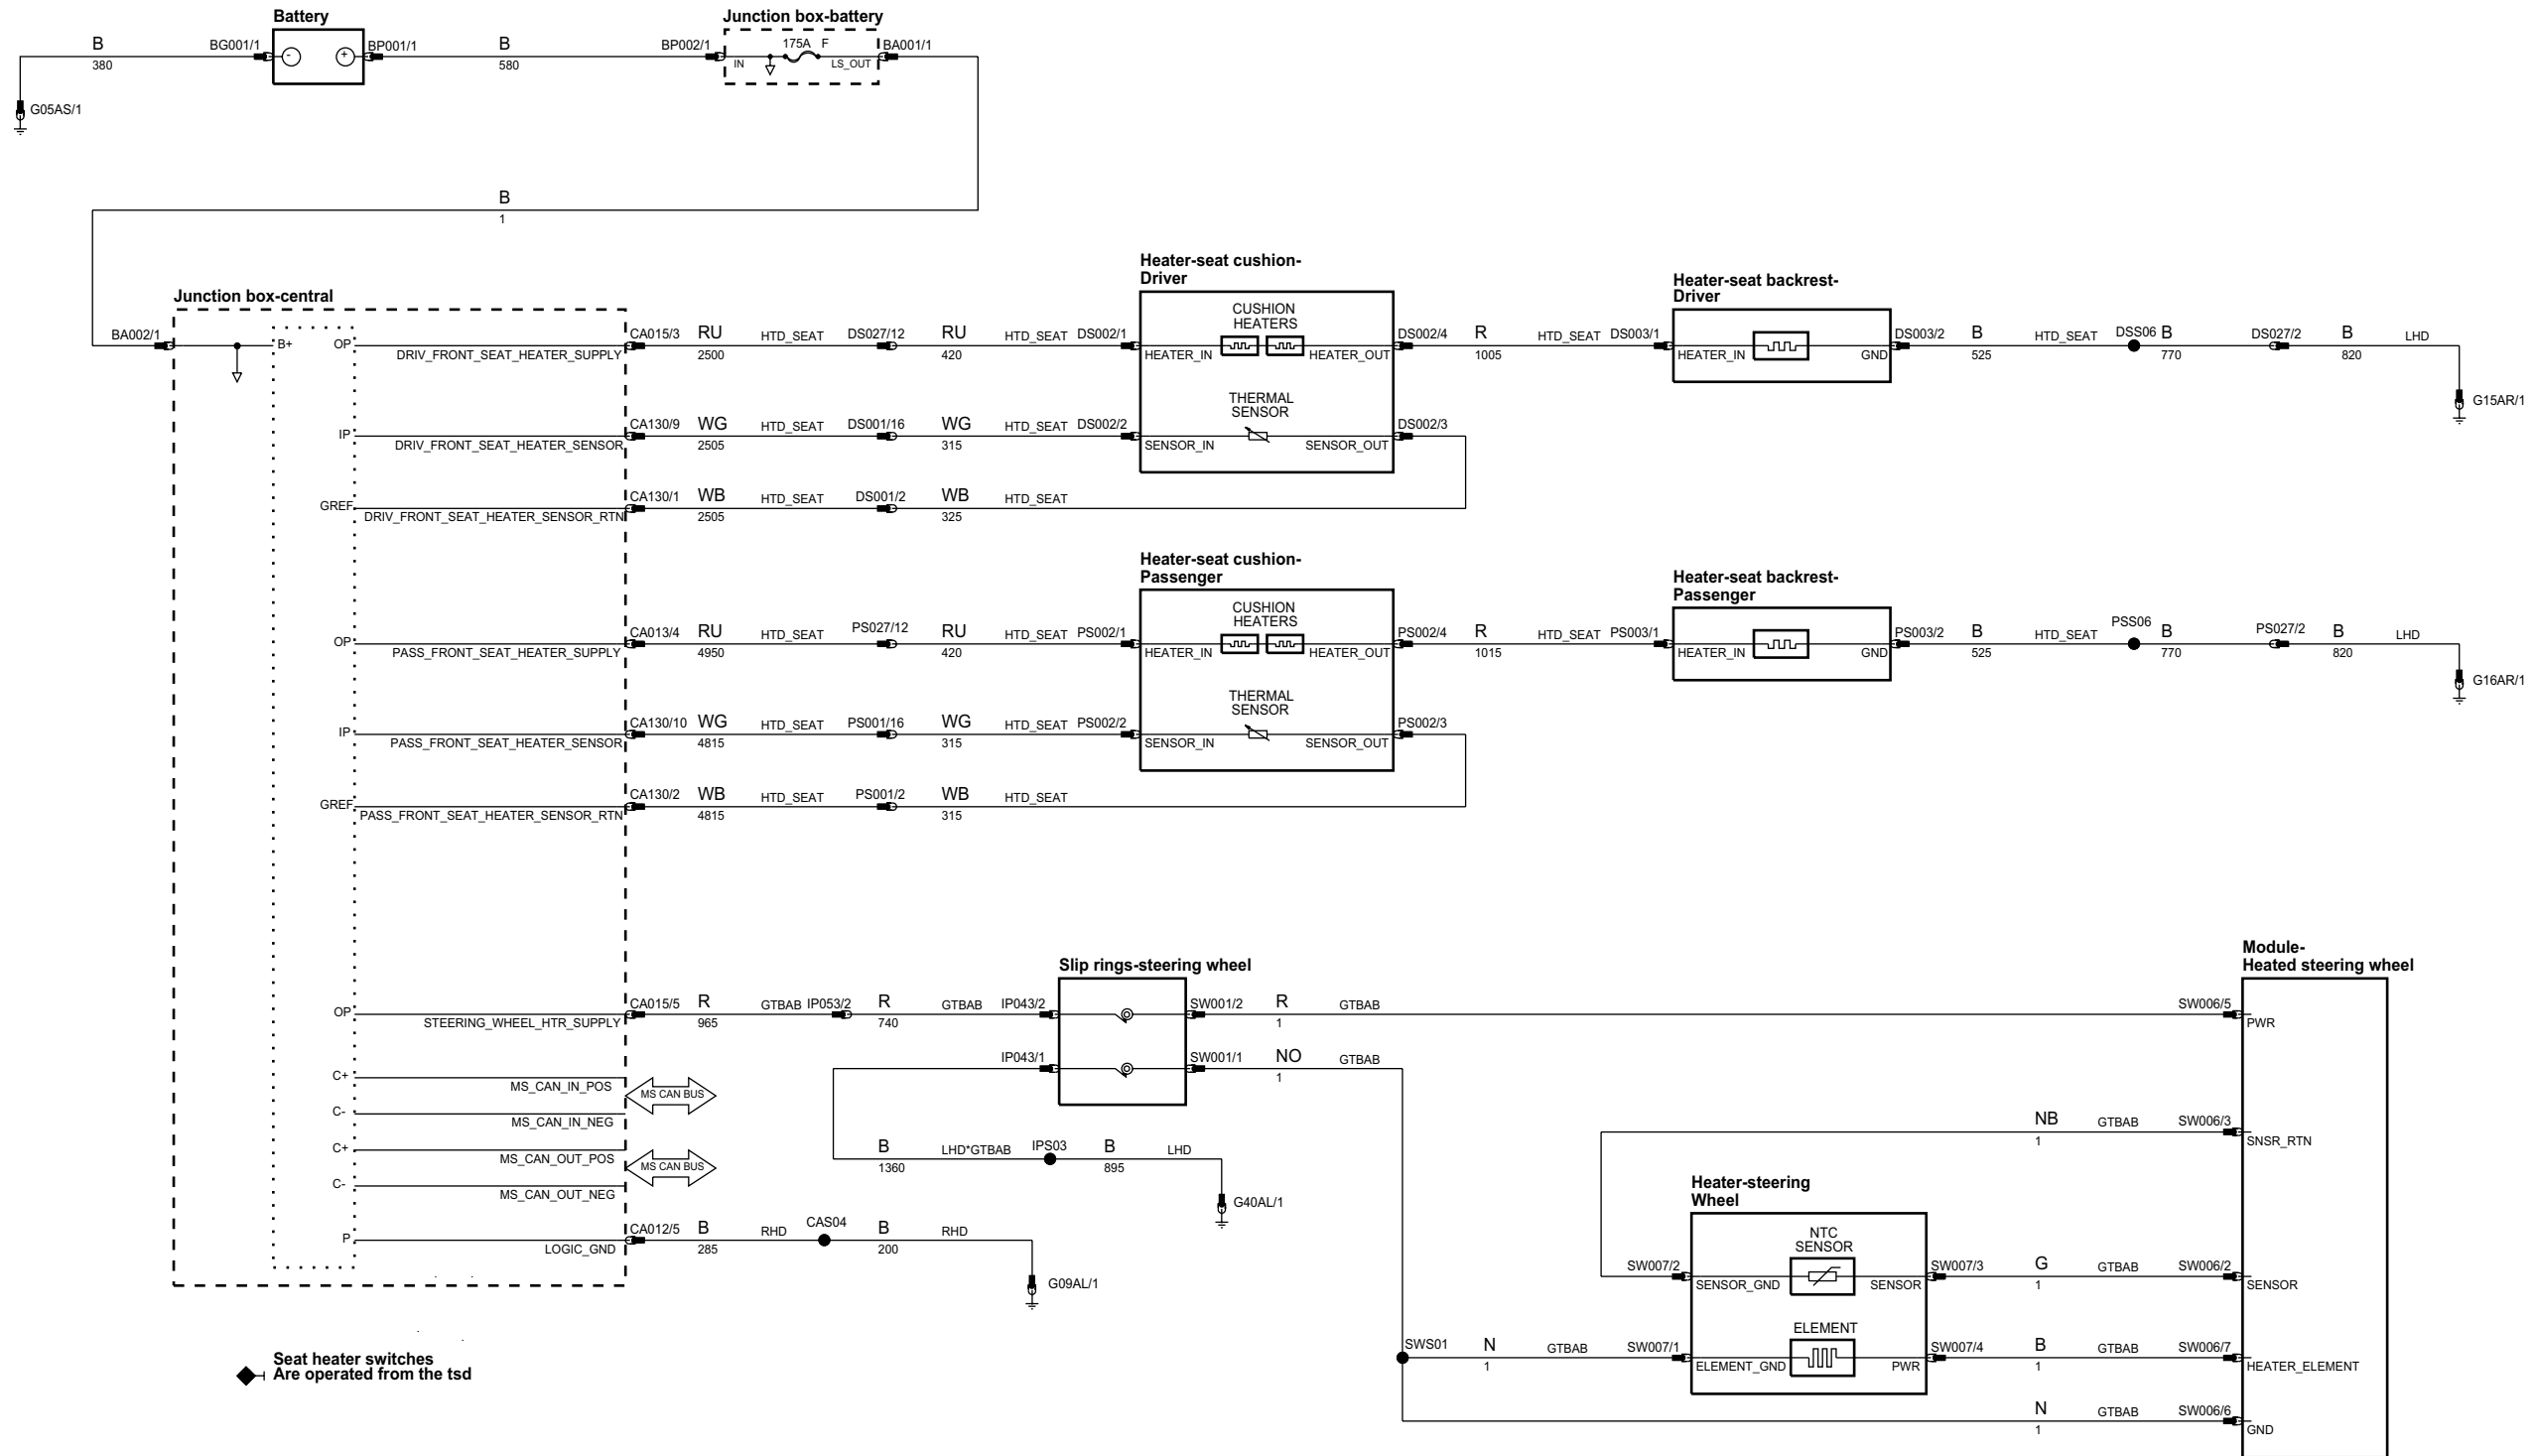 Battery
Junction box-battery
B
380
BG001/1
-
+
BP001/1
B
580
BP002/1
175A F
IN
LS_OUT
BA001/1
G05AS/1
B
1
Junction box-central
BA002/1
B+
OP
DRIV_FRONT_SEAT_HEATER_SUPPLY
CA015/3
RU
2500
HTD_SEAT
DS027/12
RU
420
HTD_SEAT
DS002/1
Heater-seat cushion-
Driver
CUSHION
HEATERS
HEATER_IN
HEATER_OUT
DS002/4
R
1005
HTD_SEAT
DS003/1
Heater-seat backrest-
Driver
HEATER_IN
GND
DS003/2
B
525
HTD_SEAT
DSS06
B
770
DS027/2
B
820
LHD
G15AR/1
IP
DRIV_FRONT_SEAT_HEATER_SENSOR
CA130/9
WG
2505
HTD_SEAT
DS001/16
WG
315
HTD_SEAT
DS002/2
THERMAL
SENSOR
SENSOR_IN
SENSOR_OUT
DS002/3
GREF
DRIV_FRONT_SEAT_HEATER_SENSOR_RTN
CA130/1
WB
2505
HTD_SEAT
DS001/2
WB
325
HTD_SEAT
OP
PASS_FRONT_SEAT_HEATER_SUPPLY
CA013/4
RU
4950
HTD_SEAT
PS027/12
RU
420
HTD_SEAT
PS002/1
Heater-seat cushion-
Passenger
CUSHION
HEATERS
HEATER_IN
HEATER_OUT
PS002/4
R
1015
HTD_SEAT
PS003/1
Heater-seat backrest-
Passenger
HEATER_IN
GND
PS003/2
B
525
HTD_SEAT
PSS06
B
770
PS027/2
B
820
LHD
G16AR/1
IP
PASS_FRONT_SEAT_HEATER_SENSOR
CA130/10
WG
4815
HTD_SEAT
PS001/16
WG
315
HTD_SEAT
PS002/2
THERMAL
SENSOR
SENSOR_IN
SENSOR_OUT
PS002/3
GREF
PASS_FRONT_SEAT_HEATER_SENSOR_RTN
CA130/2
WB
4815
HTD_SEAT
PS001/2
WB
315
HTD_SEAT
OP
STEERING_WHEEL_HTR_SUPPLY
CA015/5
R
965
GTBAB
IP053/2
R
740
GTBAB
IP043/2
Slip rings-steering wheel
SW001/2
R
1
GTBAB
SW006/5
Module-
Heated steering wheel
PWR
IP043/1
SW001/1
NO
1
GTBAB
C+
MS_CAN_IN_POS
C-
MS_CAN_IN_NEG
MS CAN BUS
C+
MS_CAN_OUT_POS
C-
MS_CAN_OUT_NEG
MS CAN BUS
B
1360
LHD*GTBAB
IPS03
B
895
LHD
G40AL/1
P
LOGIC_GND
CA012/5
B
285
RHD
CAS04
B
200
RHD
G09AL/1
NB
1
GTBAB
SW006/3
SNSR_RTN
Heater-steering
Wheel
NTC
SENSOR
SW007/2
SENSOR_GND
SENSOR
SW007/3
G
1
GTBAB
SW006/2
SENSOR
SWS01
N
1
GTBAB
SW007/1
ELEMENT
ELEMENT_GND
PWR
SW007/4
B
1
GTBAB
SW006/7
HEATER_ELEMENT
N
1
GTBAB
SW006/6
GND
Seat heater switches
Are operated from the tsd